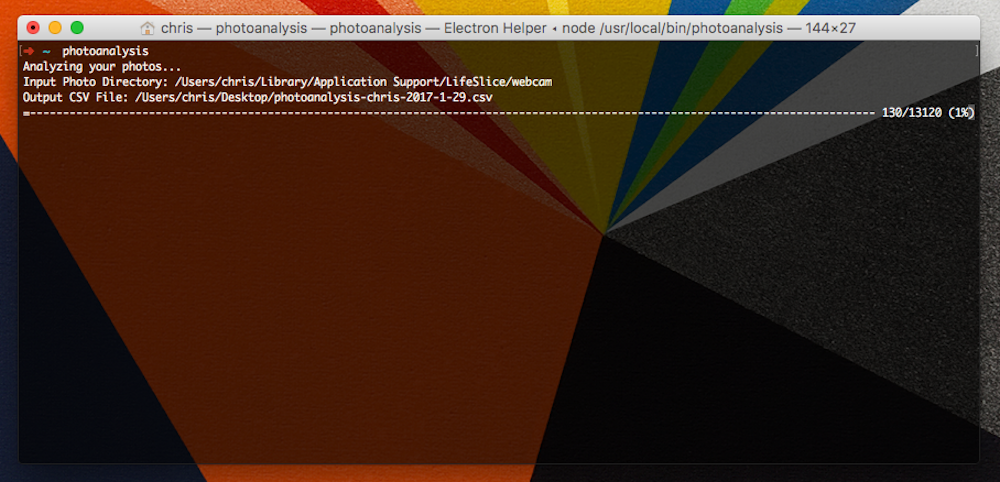 chris — photoanalysis — photoanalysis — Electron Helper ◂ node /usr/local/bin/photoanalysis — 144×27
[➜ ~ photoanalysis ]
Analyzing your photos...
Input Photo Directory: /Users/chris/Library/Application Support/LifeSlice/webcam
Output CSV File: /Users/chris/Desktop/photoanalysis-chris-2017-1-29.csv
=------------------------------------------------------------------------------------------------------------------------------- 130/13120 (1%)